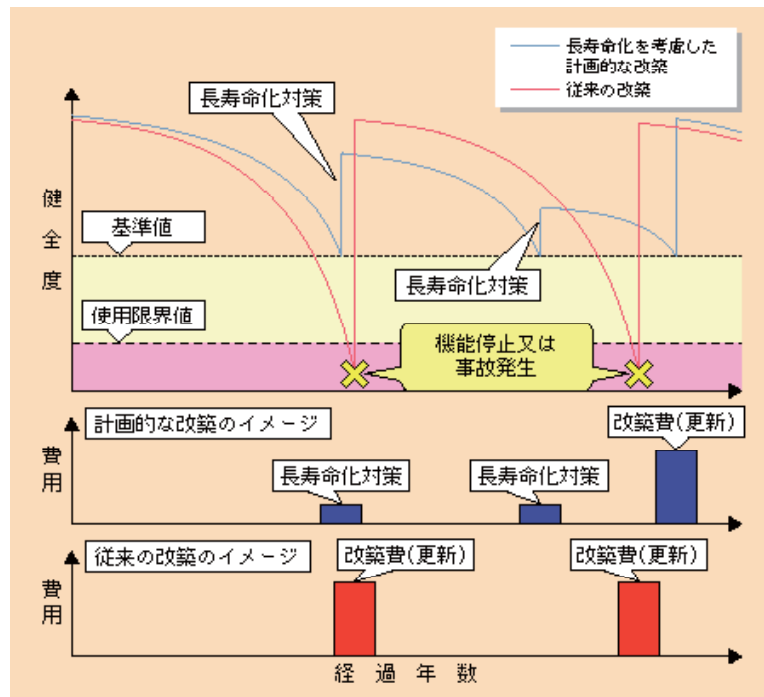 長寿命化を考慮した
計画的な改築
従来の改築
長寿命化対策
健全度
基準値
長寿命化対策
使用限界値
機能停止又は
事故発生
計画的な改築のイメージ
改築費(更新)
費用
長寿命化対策
長寿命化対策
従来の改築のイメージ
改築費(更新)
改築費(更新)
費用
経過年数